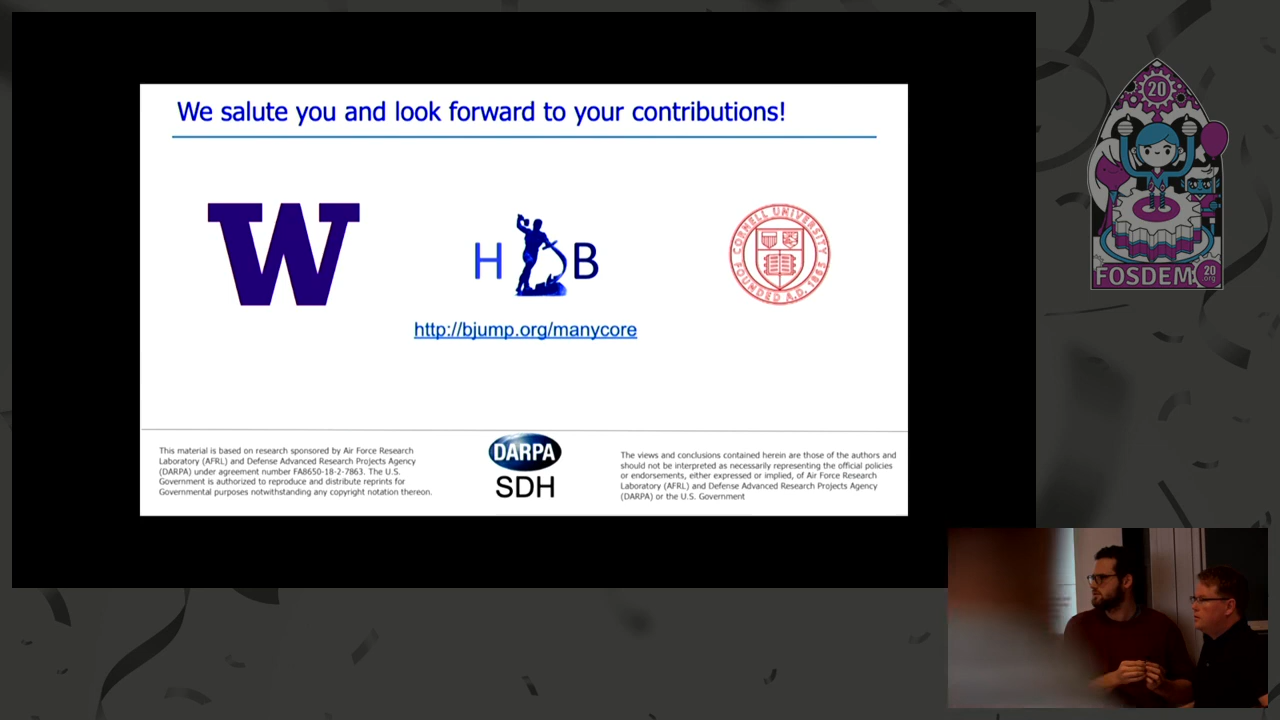 We salute you and look forward to your contributions!
20
W
H B
CORNELL UNIVERSITY
FOUNDED A.D. 1865
FOSDEM 20
.org
http://bjump.org/manycore
This material is based on research sponsored by Air Force Research
Laboratory (AFRL) and Defense Advanced Research Projects Agency
(DARPA) under agreement number FA8650-18-2-7863. The U.S.
Government is authorized to reproduce and distribute reprints for
Governmental purposes notwithstanding any copyright notation thereon.
DARPA
SDH
The views and conclusions contained herein are those of the authors and
should not be interpreted as necessarily representing the official policies
or endorsements, either expressed or implied, of Air Force Research
Laboratory (AFRL) and Defense Advanced Research Projects Agency
(DARPA) or the U.S. Government